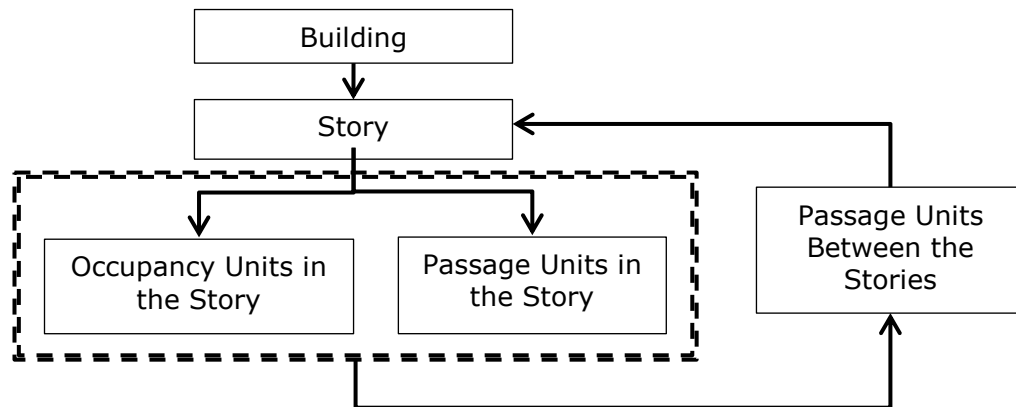 Building
Story
Occupancy Units in
the Story
Passage Units in
the Story
Passage Units
Between the
Stories